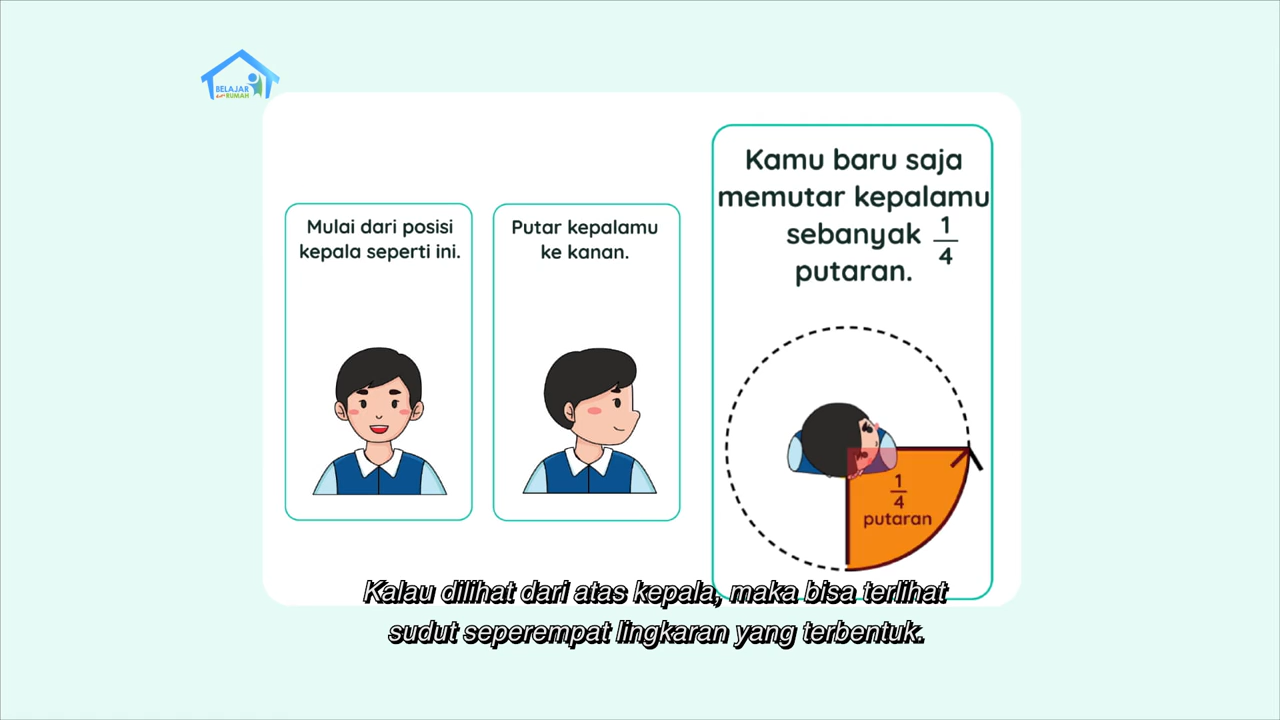 BELAJAR
dari RUMAH
Mulai dari posisi
kepala seperti ini.
Putar kepalamu
ke kanan.
Kamu baru saja
memutar kepalamu
sebanyak 1/4
putaran.
1/4
putaran
Kalau dilihat dari atas kepala, maka bisa terlihat
sudut seperempat lingkaran yang terbentuk.